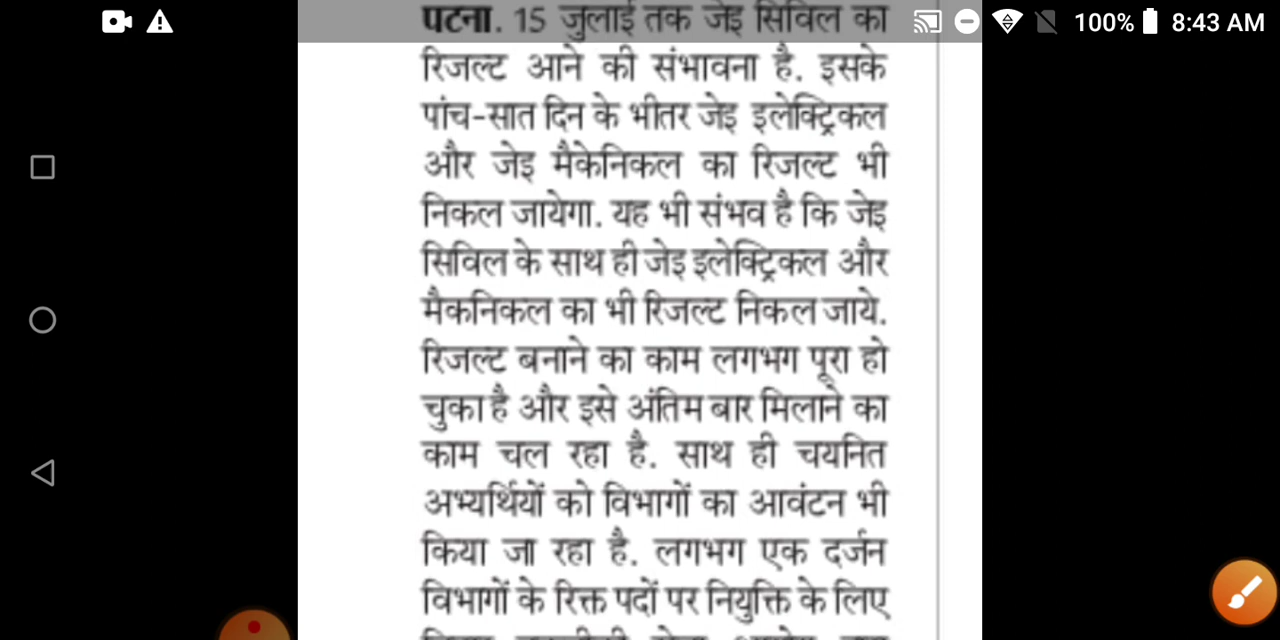 पटना. 15 जुलाई तक जेइ सिविल का
100% 8:43 AM
रिजल्ट आने की संभावना है. इसके
पांच-सात दिन के भीतर जेइ इलेक्ट्रिकल
और जेइ मैकेनिकल का रिजल्ट भी
निकल जायेगा. यह भी संभव है कि जेइ
सिविल के साथ ही जेइ इलेक्ट्रिकल और
मैकनिकल का भी रिजल्ट निकल जाये.
रिजल्ट बनाने का काम लगभग पूरा हो
चुका है और इसे अंतिम बार मिलाने का
काम चल रहा है. साथ ही चयनित
अभ्यर्थियों को विभागों का आवंटन भी
किया जा रहा है. लगभग एक दर्जन
विभागों के रिक्त पदों पर नियुक्ति के लिए